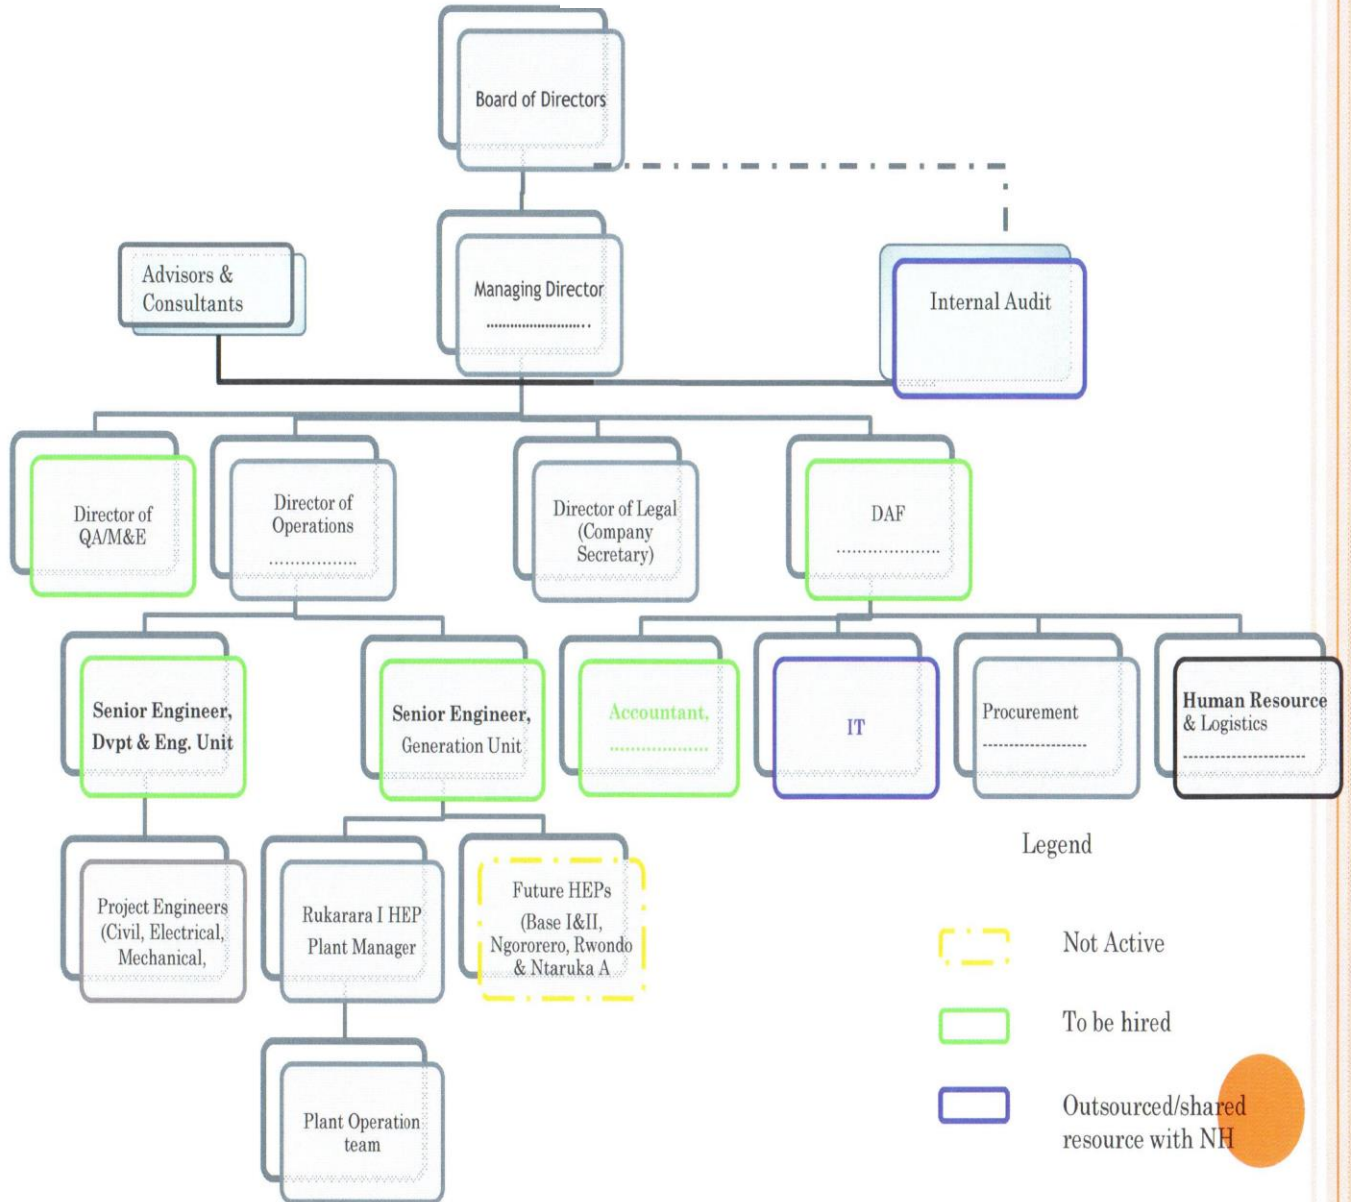 Board of Directors
Managing Director
..........................
Advisors &
Consultants
Internal Audit
Director of
QA/M&E
Director of
Operations
.................
Director of Legal
(Company
Secretary)
DAF
....................
Senior Engineer,
Dvpt & Eng. Unit
Senior Engineer,
Generation Unit
Accountant,
...................
IT
Procurement
--------------------
Human Resource
& Logistics
------------------------
Project Engineers
(Civil, Electrical,
Mechanical,
Rukarara I HEP
Plant Manager
Future HEPs
(Base I&II,
Ngororero, Rwondo
& Ntaruka A
Plant Operation
team
Legend
Not Active
To be hired
Outsourced/shared
resource with NH